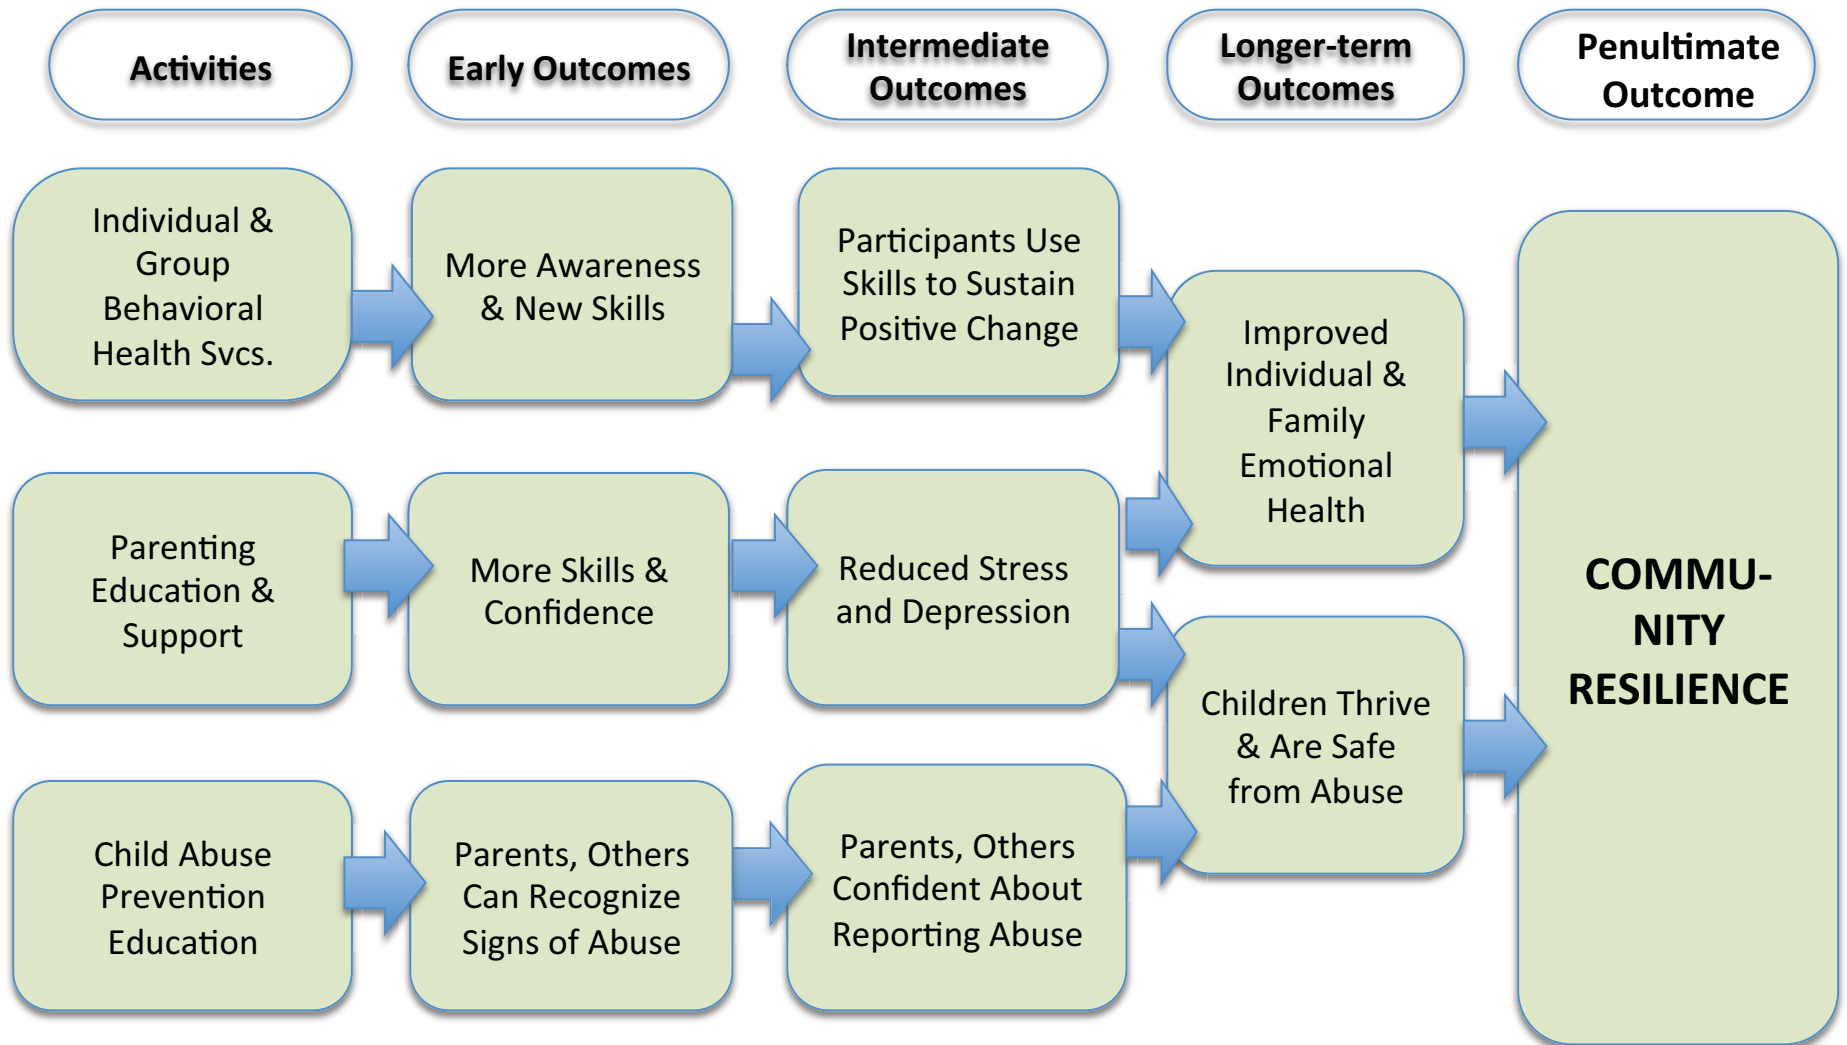 Activities
Early Outcomes
Intermediate
Outcomes
Longer-term
Outcomes
Penultimate
Outcome
Individual &
Group
Behavioral
Health Svcs.
More Awareness
& New Skills
Participants Use
Skills to Sustain
Positive Change
Improved
Individual &
Family
Emotional
Health
Parenting
Education &
Support
More Skills &
Confidence
Reduced Stress
and Depression
Children Thrive
& Are Safe
from Abuse
Child Abuse
Prevention
Education
Parents, Others
Can Recognize
Signs of Abuse
Parents, Others
Confident About
Reporting Abuse
COMMU-
NITY
RESILIENCE